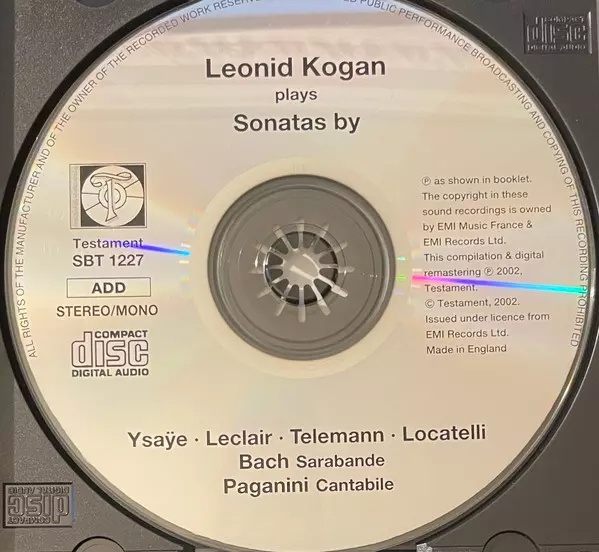 ALL RIGHTS OF THE MANUFACTURER AND OF THE OWNER OF THE RECORDED WORK RESERVED PUBLIC PERFORMANCE BROADCASTING AND COPYING OF THIS RECORDING PROHIBITED
COMPACT
disc
DIGITAL AUDIO
Leonid Kogan
plays
Sonatas by
Testament
SBT 1227
ADD
STEREO/MONO
COMPACT
disc
DIGITAL AUDIO
℗ as shown in booklet.
The copyright in these
sound recordings is owned
by EMI Music France &
EMI Records Ltd.
This compilation & digital
remastering ℗ 2002,
Testament.
© Testament, 2002.
Issued under licence from
EMI Records Ltd.
Made in England
Ysaÿe · Leclair · Telemann · Locatelli
Bach Sarabande
Paganini Cantabile
COMPACT
disc
DIGITAL AUDIO